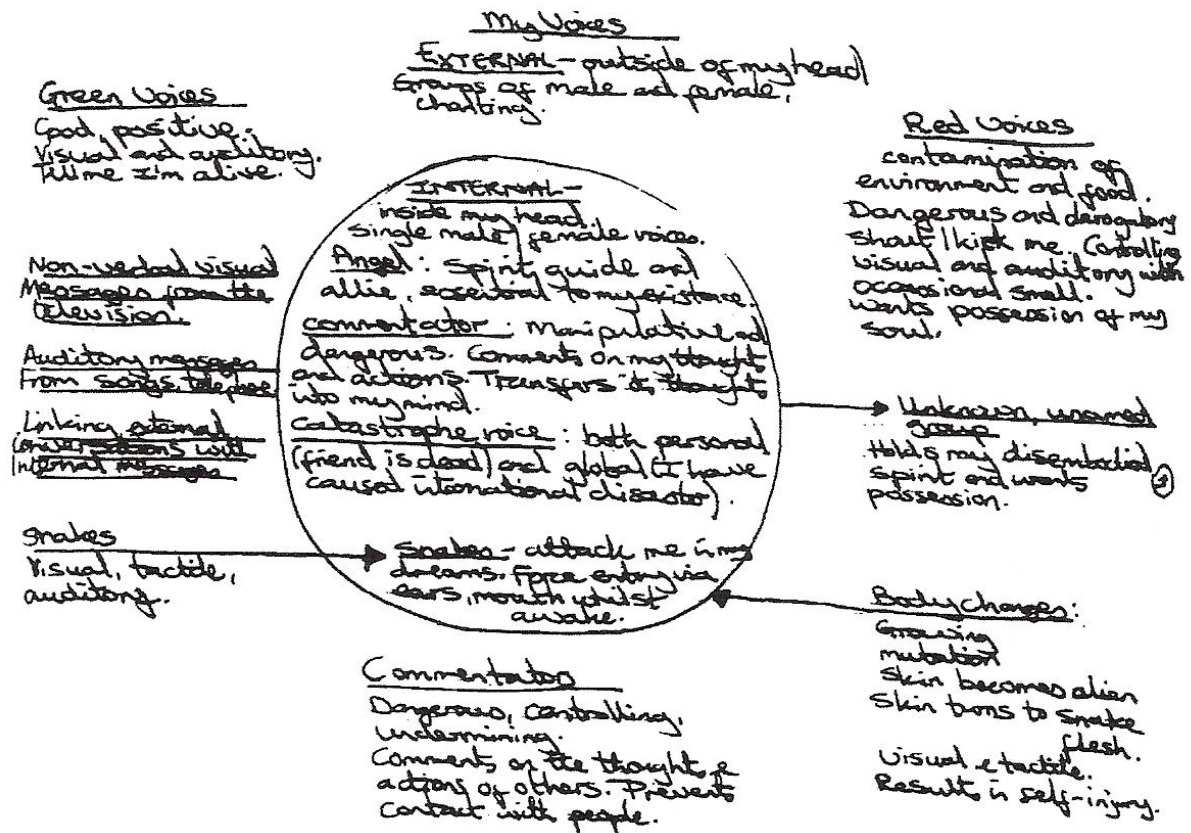 My Voices
EXTERNAL - outside of my head
Groups of male and female,
chanting.
Green Voices
Good, positive.
Visual and auditory.
Tell me I'm alive.
Red Voices
contamination of
environment and food.
Dangerous and derogatory
shout / kick me. Controlling
visual and auditory with
occasional smell.
wants possession of my
soul.
INTERNAL -
inside my head
single male / female voices.
Angel: spirit, guide and
allie, essential to my existence.
commentator: Manipulative and
dangerous. Comments on my thoughts
and actions. Transfers its thoughts
into my mind.
Catastrophe voice: both personal
(friend is dead) and global (I have
caused international disaster).
Snakes - attack me in my
dreams. Force entry via
ears, mouth whilst
awake.
Non-verbal visual
Messages from the
television.
Auditory messages
from songs, telephone
Linking external
conversations with
Internal messages
Snakes
Visual, tactile,
auditory.
Unknown, unnamed
group
Holds my disembodied
spirit and wants
possession.
Body changes:
Growing
mutation
Skin becomes alien
Skin turns to snake
flesh.
Visual & tactile.
Results in self-injury.
Commentator
Dangerous, controlling,
undermining.
Comments on the thoughts &
actions of others. Prevents
contact with people.